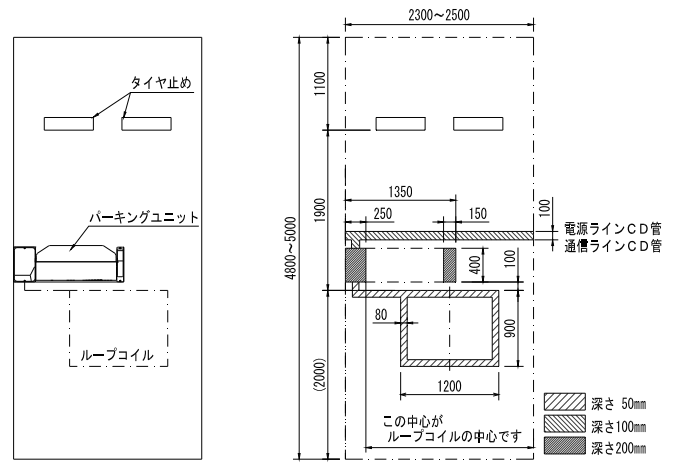 2300～2500
タイヤ止め
1100
1350
パーキングユニット
1900
250
150
100
電源ラインＣＤ管
通信ラインＣＤ管
4800～5000
400
100
80
900
ループコイル
(2000)
1200
深さ 50mm
この中心が
ループコイルの中心です
深さ100mm
深さ200mm